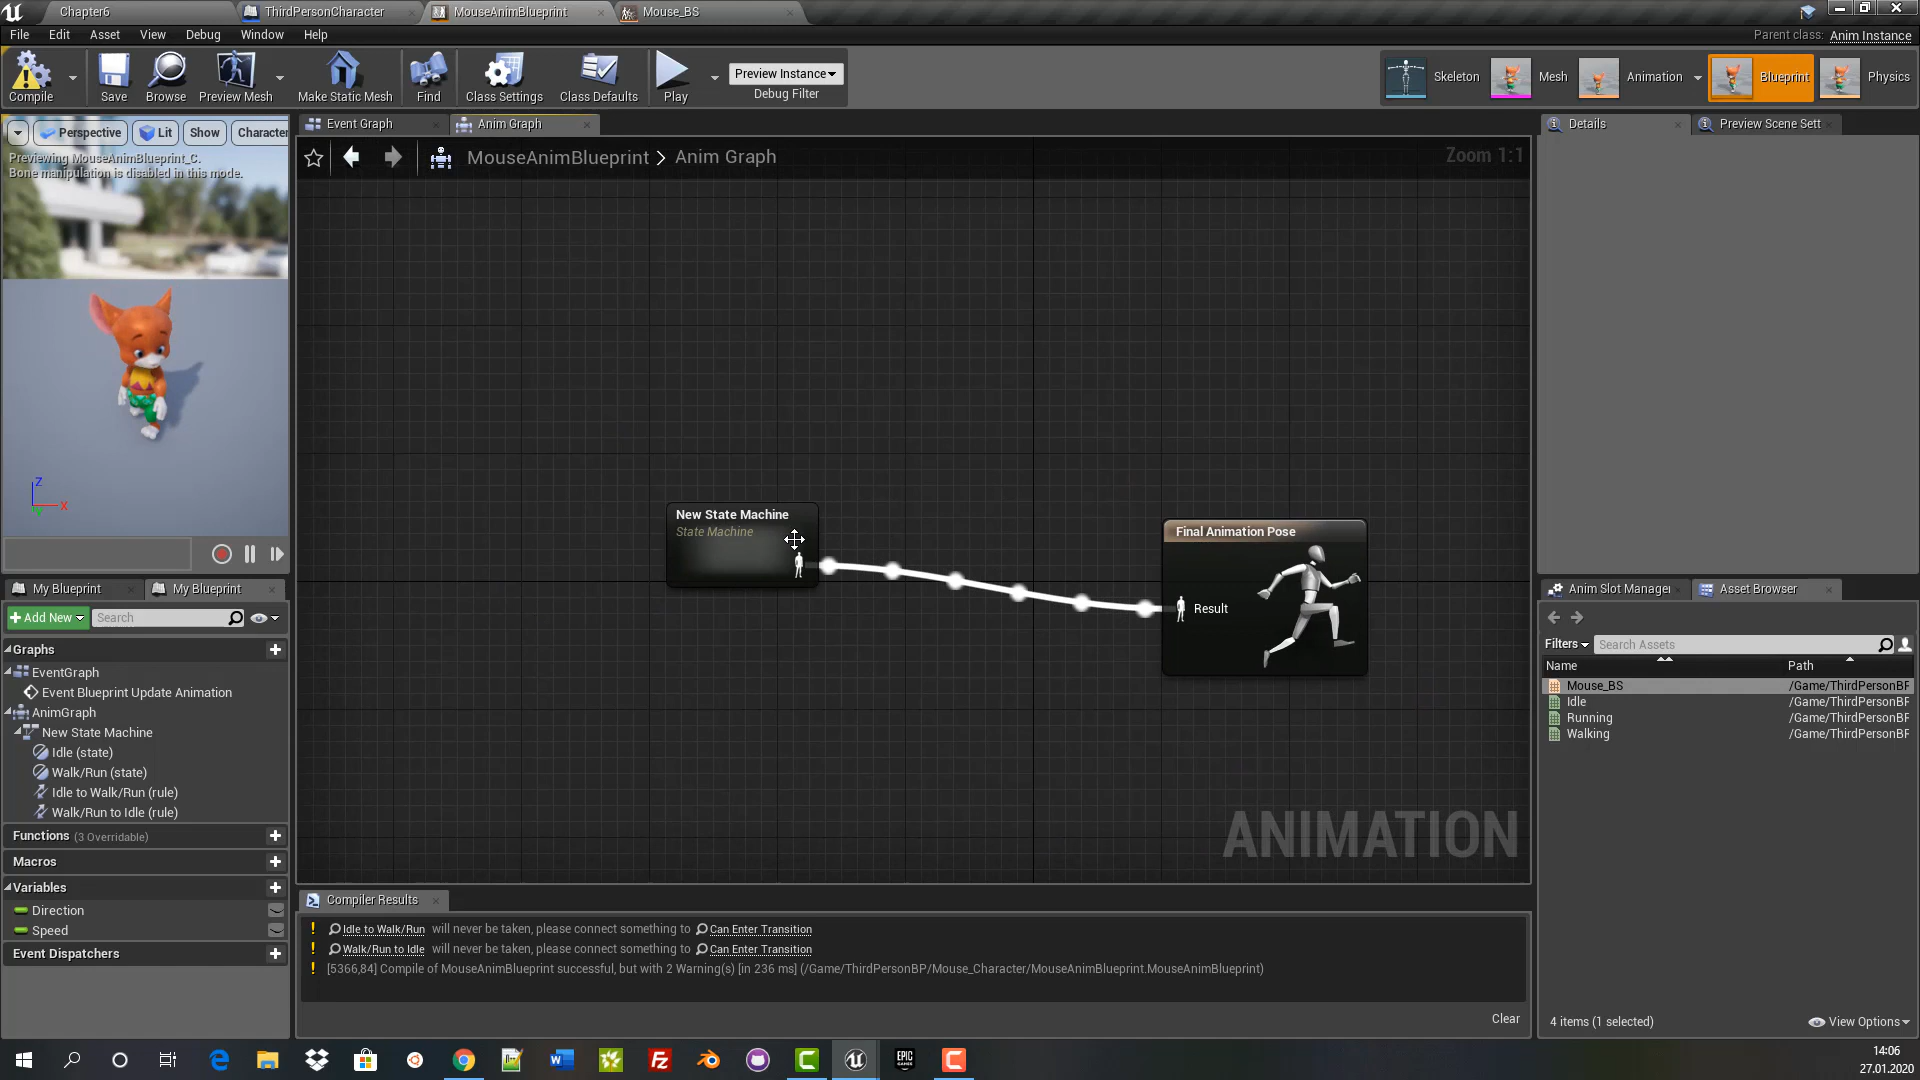 Chapter6
ThirdPersonCharacter
MouseAnimBlueprint
Mouse_BS
File Edit Asset View Debug Window Help
Parent class: Anim Instance
Compile
Save
Browse
Preview Mesh
Make Static Mesh
Find
Class Settings
Class Defaults
Play
Preview Instance
Debug Filter
Skeleton
Mesh
Animation
Blueprint
Physics
Perspective
Lit
Show
Character
Previewing MouseAnimBlueprint_C.
Bone manipulation is disabled in this mode.
Z
X
Event Graph
Anim Graph
MouseAnimBlueprint > Anim Graph
Zoom 1:1
New State Machine
State Machine
Final Animation Pose
Result
ANIMATION
Details
Preview Scene Sett
My Blueprint
My Blueprint
Add New
Search
Graphs
EventGraph
Event Blueprint Update Animation
AnimGraph
New State Machine
Idle (state)
Walk/Run (state)
Idle to Walk/Run (rule)
Walk/Run to Idle (rule)
Functions (3 Overridable)
Macros
Variables
Direction
Speed
Event Dispatchers
Compiler Results
Idle to Walk/Run will never be taken, please connect something to Can Enter Transition
Walk/Run to Idle will never be taken, please connect something to Can Enter Transition
[5366,84] Compile of MouseAnimBlueprint successful, but with 2 Warning(s) [in 236 ms] (/Game/ThirdPersonBP/Mouse_Character/MouseAnimBlueprint.MouseAnimBlueprint)
Clear
Anim Slot Manager
Asset Browser
Filters
Search Assets
Name Path
Mouse_BS /Game/ThirdPersonBP
Idle /Game/ThirdPersonBP
Running /Game/ThirdPersonBP
Walking /Game/ThirdPersonBP
4 items (1 selected)
View Options
14:06
27.01.2020